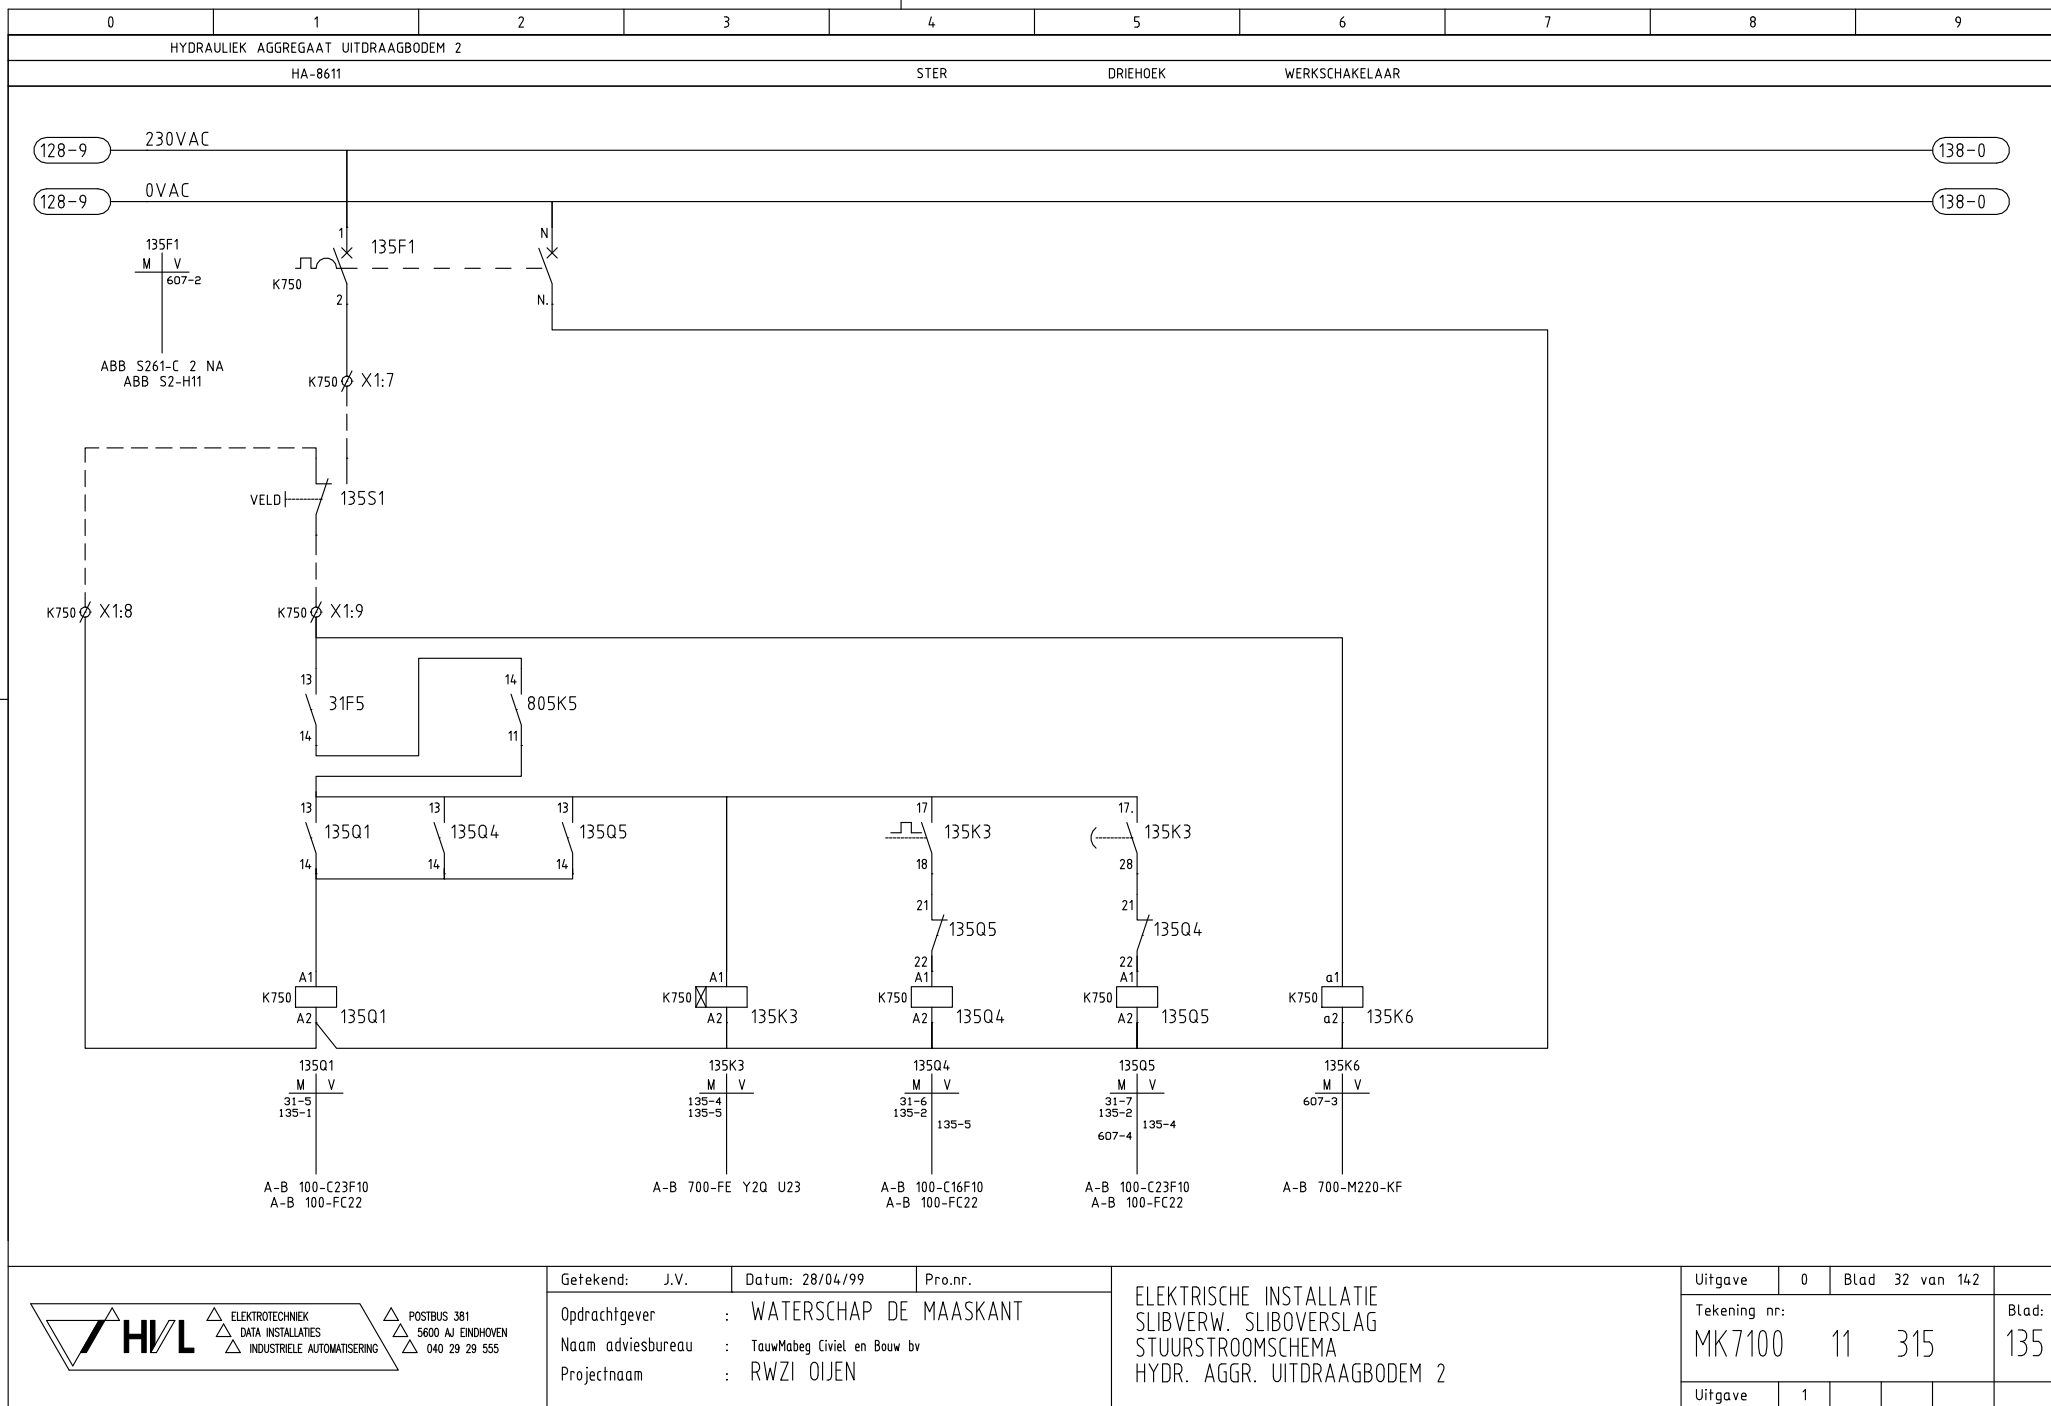 0 1 2 3 4 5 6 7 8 9
HYDRAULIEK AGGREGAAT UITDRAAGBODEM 2
HA-8611 STER DRIEHOEK WERKSCHAKELAAR
128-9 230VAC 138-0
128-9 0VAC 138-0
135F1
M V
607-2
ABB S261-C 2 NA
ABB S2-H11
1 135F1 N
K750
2 N.
K750 X1:7
VELD 135S1
K750 X1:8 K750 X1:9
13 14
31F5 805K5
14 11
13 13 13 17 17.
135Q1 135Q4 135Q5 135K3 135K3
14 14 14 18 28
21 21
135Q5 135Q4
22 22
A1 A1 A1 A1 a1
K750 K750 K750 K750 K750
A2 135Q1 A2 135K3 A2 135Q4 A2 135Q5 a2 135K6
135Q1 135K3 135Q4 135Q5 135K6
M V M V M V M V M V
31-5 135-4 31-6 31-7 607-3
135-1 135-5 135-2 135-2
135-5 135-4
607-4
A-B 100-C23F10 A-B 700-FE Y2Q U23 A-B 100-C16F10 A-B 100-C23F10 A-B 700-M220-KF
A-B 100-FC22 A-B 100-FC22 A-B 100-FC22
HVL
ELEKTROTECHNIEK
DATA INSTALLATIES
INDUSTRIELE AUTOMATISERING
POSTBUS 381
5600 AJ EINDHOVEN
040 29 29 555
Getekend: J.V. Datum: 28/04/99 Pro.nr.
Opdrachtgever : WATERSCHAP DE MAASKANT
Naam adviesbureau : TauwMabeg Civiel en Bouw bv
Projectnaam : RWZI OIJEN
ELEKTRISCHE INSTALLATIE
SLIBVERW. SLIBOVERSLAG
STUURSTROOMSCHEMA
HYDR. AGGR. UITDRAAGBODEM 2
Uitgave 0 Blad 32 van 142
Tekening nr: Blad:
MK7100 11 315 135
Uitgave 1